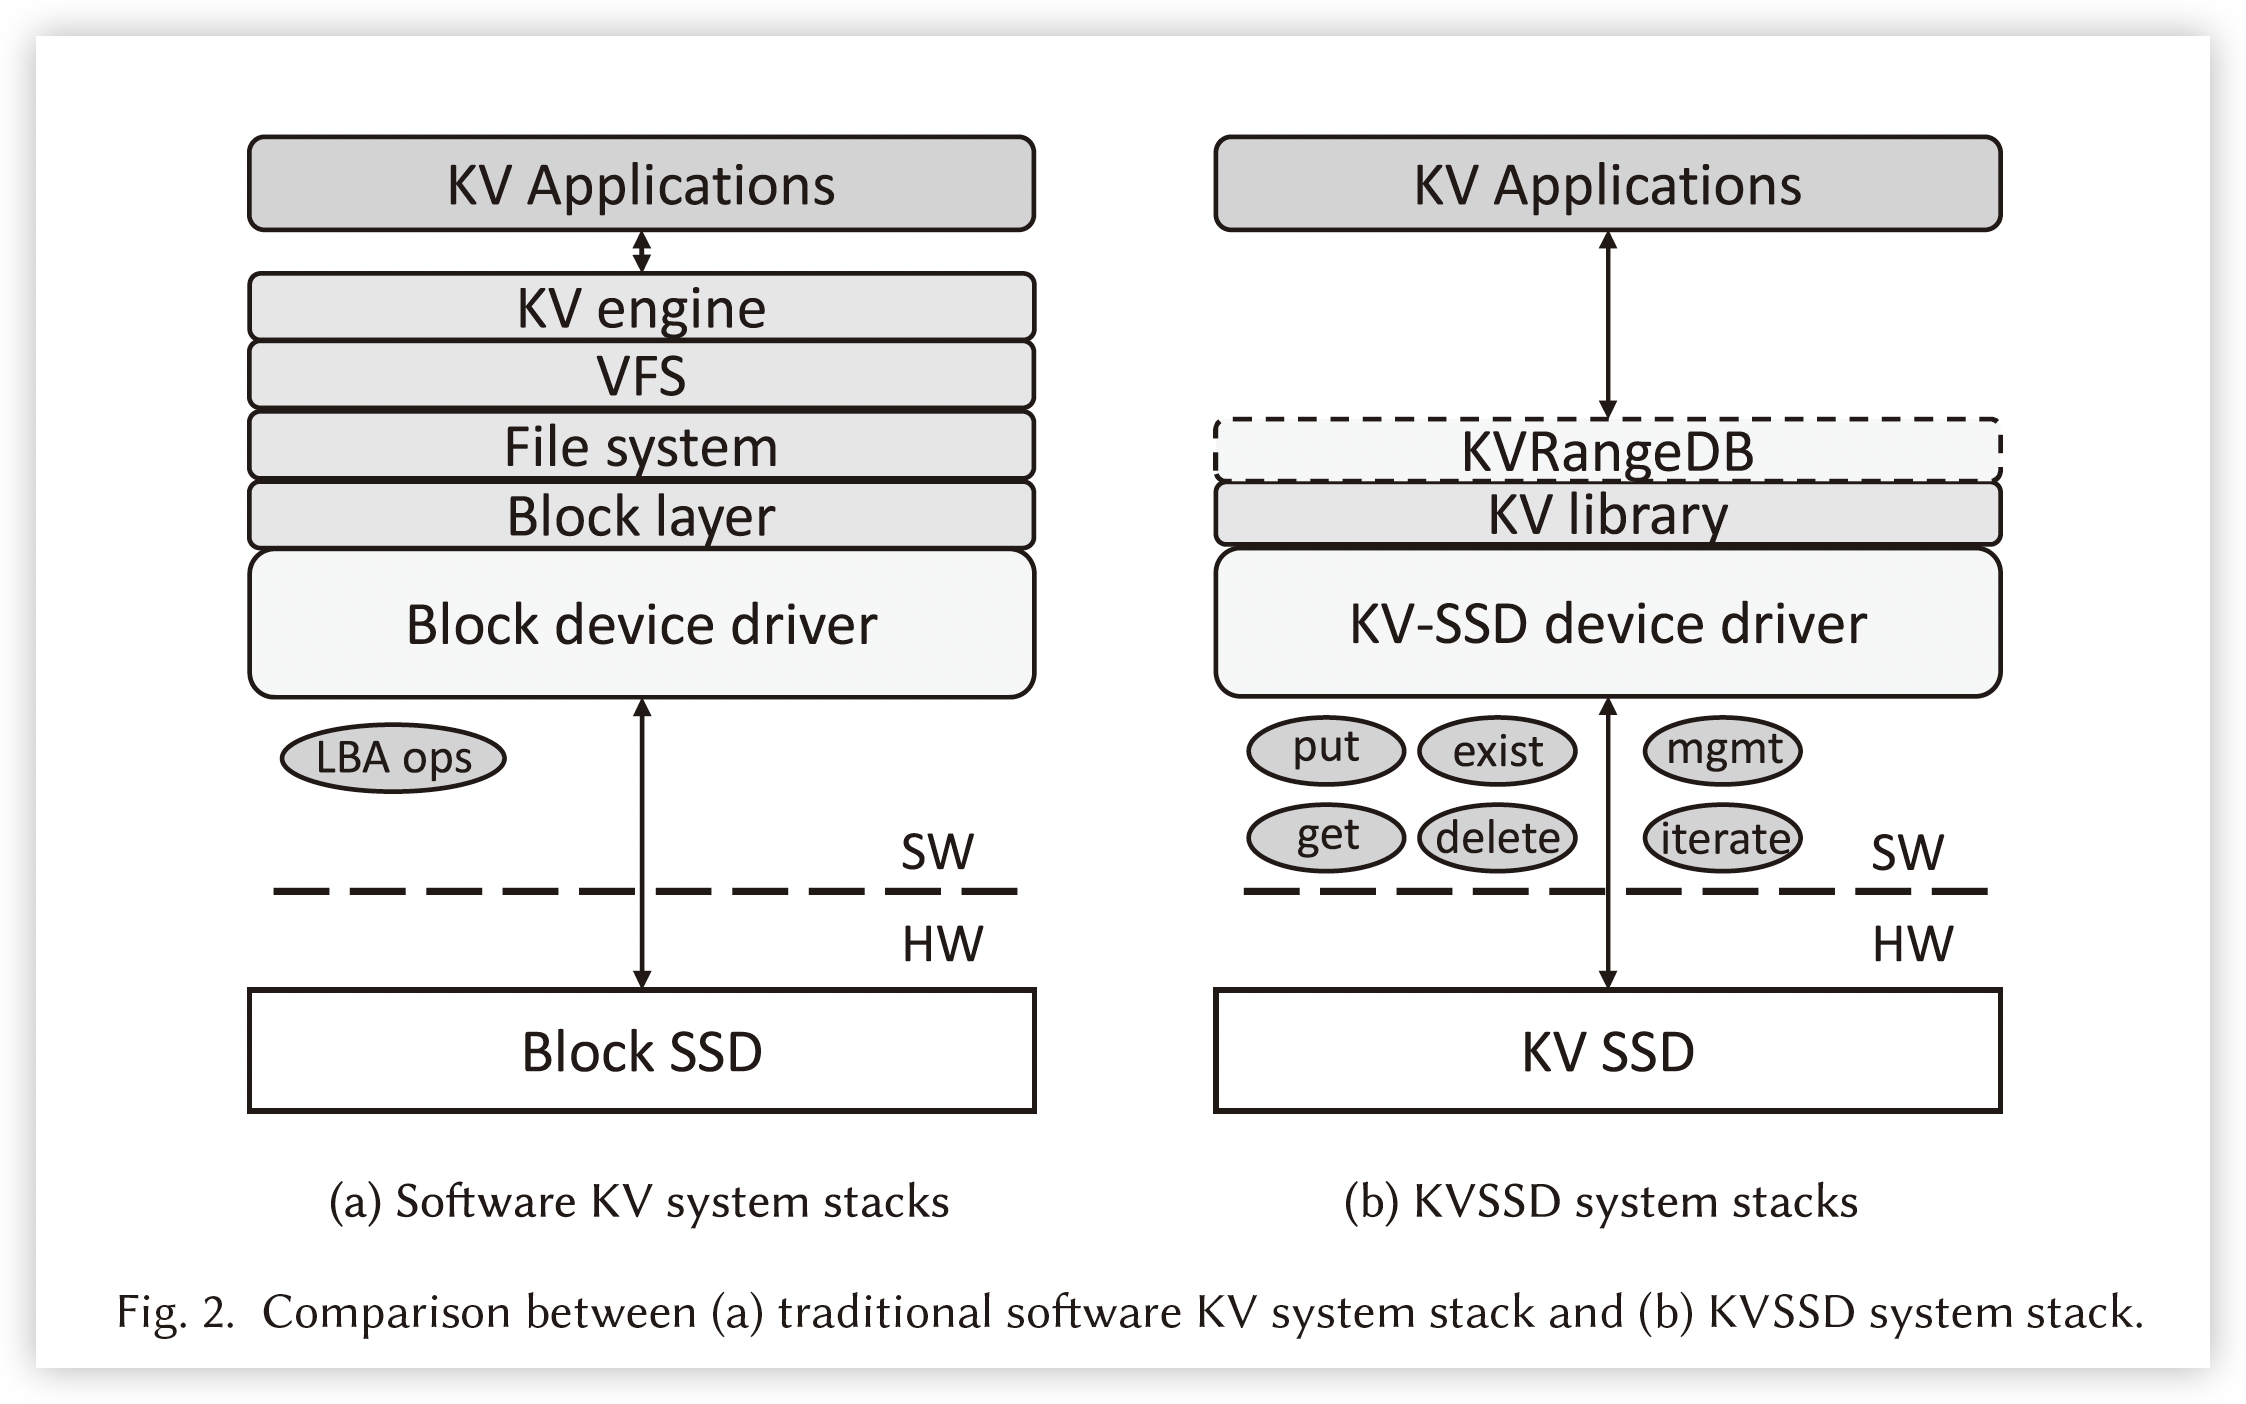 KV Applications
KV engine
VFS
File system
Block layer
Block device driver
LBA ops
SW
HW
Block SSD
(a) Software KV system stacks
KV Applications
KVRangeDB
KV library
KV-SSD device driver
put exist mgmt
get delete iterate
SW
HW
KV SSD
(b) KVSSD system stacks
Fig. 2. Comparison between (a) traditional software KV system stack and (b) KVSSD system stack.